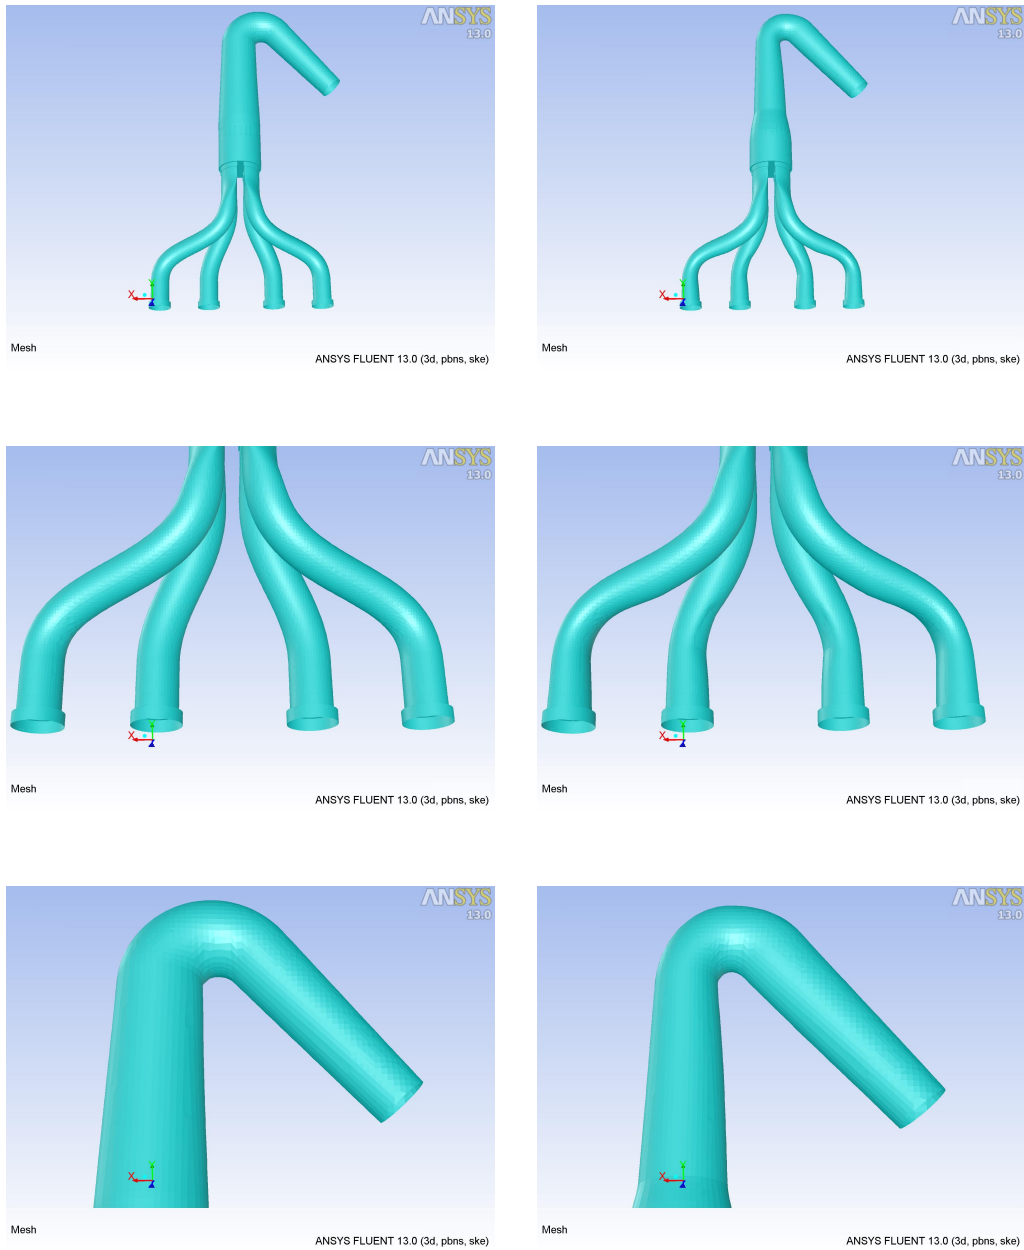 ANSYS
13.0
X
Y
Mesh
ANSYS FLUENT 13.0 (3d, pbns, ske)
ANSYS
13.0
X
Y
Mesh
ANSYS FLUENT 13.0 (3d, pbns, ske)
ANSYS
13.0
X
Y
Mesh
ANSYS FLUENT 13.0 (3d, pbns, ske)
ANSYS
13.0
X
Y
Mesh
ANSYS FLUENT 13.0 (3d, pbns, ske)
ANSYS
13.0
X
Y
Mesh
ANSYS FLUENT 13.0 (3d, pbns, ske)
ANSYS
13.0
X
Y
Mesh
ANSYS FLUENT 13.0 (3d, pbns, ske)